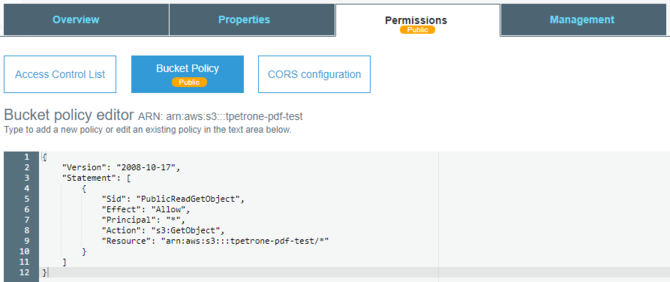 Overview Properties Permissions Management
Public
Access Control List Bucket Policy CORS configuration
Public
Bucket policy editor ARN: arn:aws:s3:::tpetrone-pdf-test
Type to add a new policy or edit an existing policy in the text area below.
1 {
2 "Version": "2008-10-17",
3 "Statement": [
4 {
5 "Sid": "PublicReadGetObject",
6 "Effect": "Allow",
7 "Principal": "*",
8 "Action": "s3:GetObject",
9 "Resource": "arn:aws:s3:::tpetrone-pdf-test/*"
10 }
11 ]
12 }